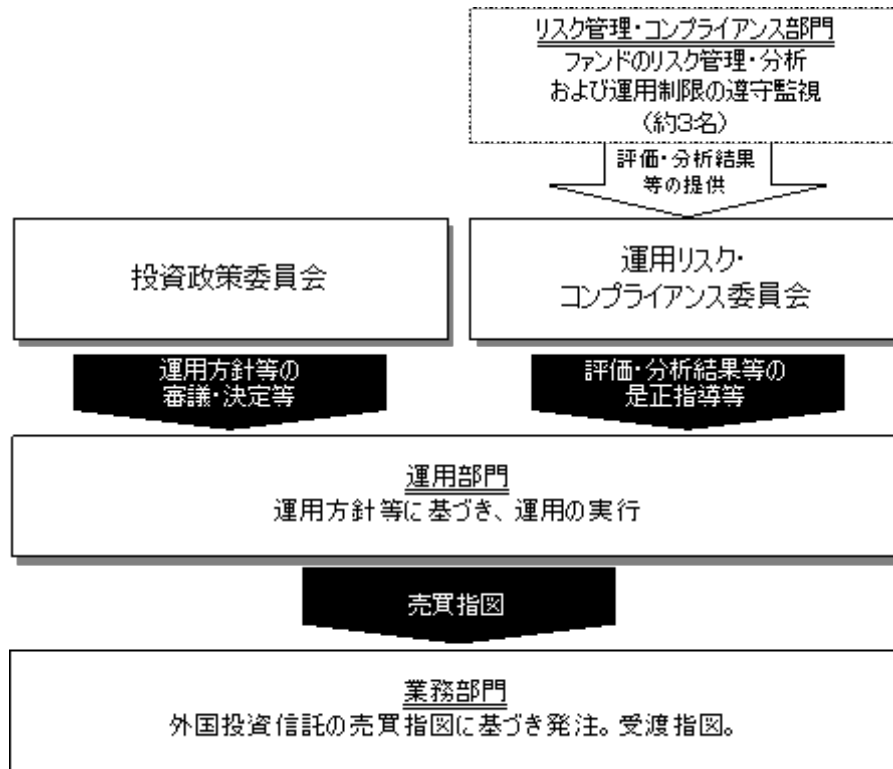 リスク管理・コンプライアンス部門
ファンドのリスク管理・分析
および運用制限の遵守監視
(約3名)
評価・分析結果
等の提供
投資政策委員会
運用リスク・
コンプライアンス委員会
運用方針等の
審議・決定等
評価・分析結果等の
是正指導等
運用部門
運用方針等に基づき、運用の実行
売買指図
業務部門
外国投資信託の売買指図に基づき発注。受渡指図。